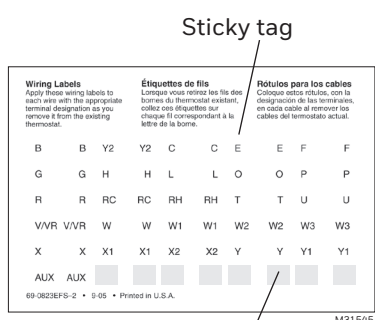 Sticky tag
Wiring Labels
Apply these wiring labels to
each wire with the appropriate
terminal designation as you
remove it from the existing
thermostat.
Étiquettes de fils
Lorsque vous retirez les fils des
bornes du thermostat existant,
collez ces étiquettes sur
chaque fil correspondant à la
lettre de la borne.
Rótulos para los cables
Coloque estos rótulos, con la
designación de las terminales,
en cada cable al remover los
cables del termostato actual.
B B Y2 Y2 C C E E F F
G G H H L L O O P P
R R RC RC RH RH T T U U
V/VR V/VR W W W1 W1 W2 W2 W3 W3
X X X1 X1 X2 X2 Y Y Y1 Y1
AUX AUX
69-0823EFS-2 • 9-05 • Printed in U.S.A.
M31545